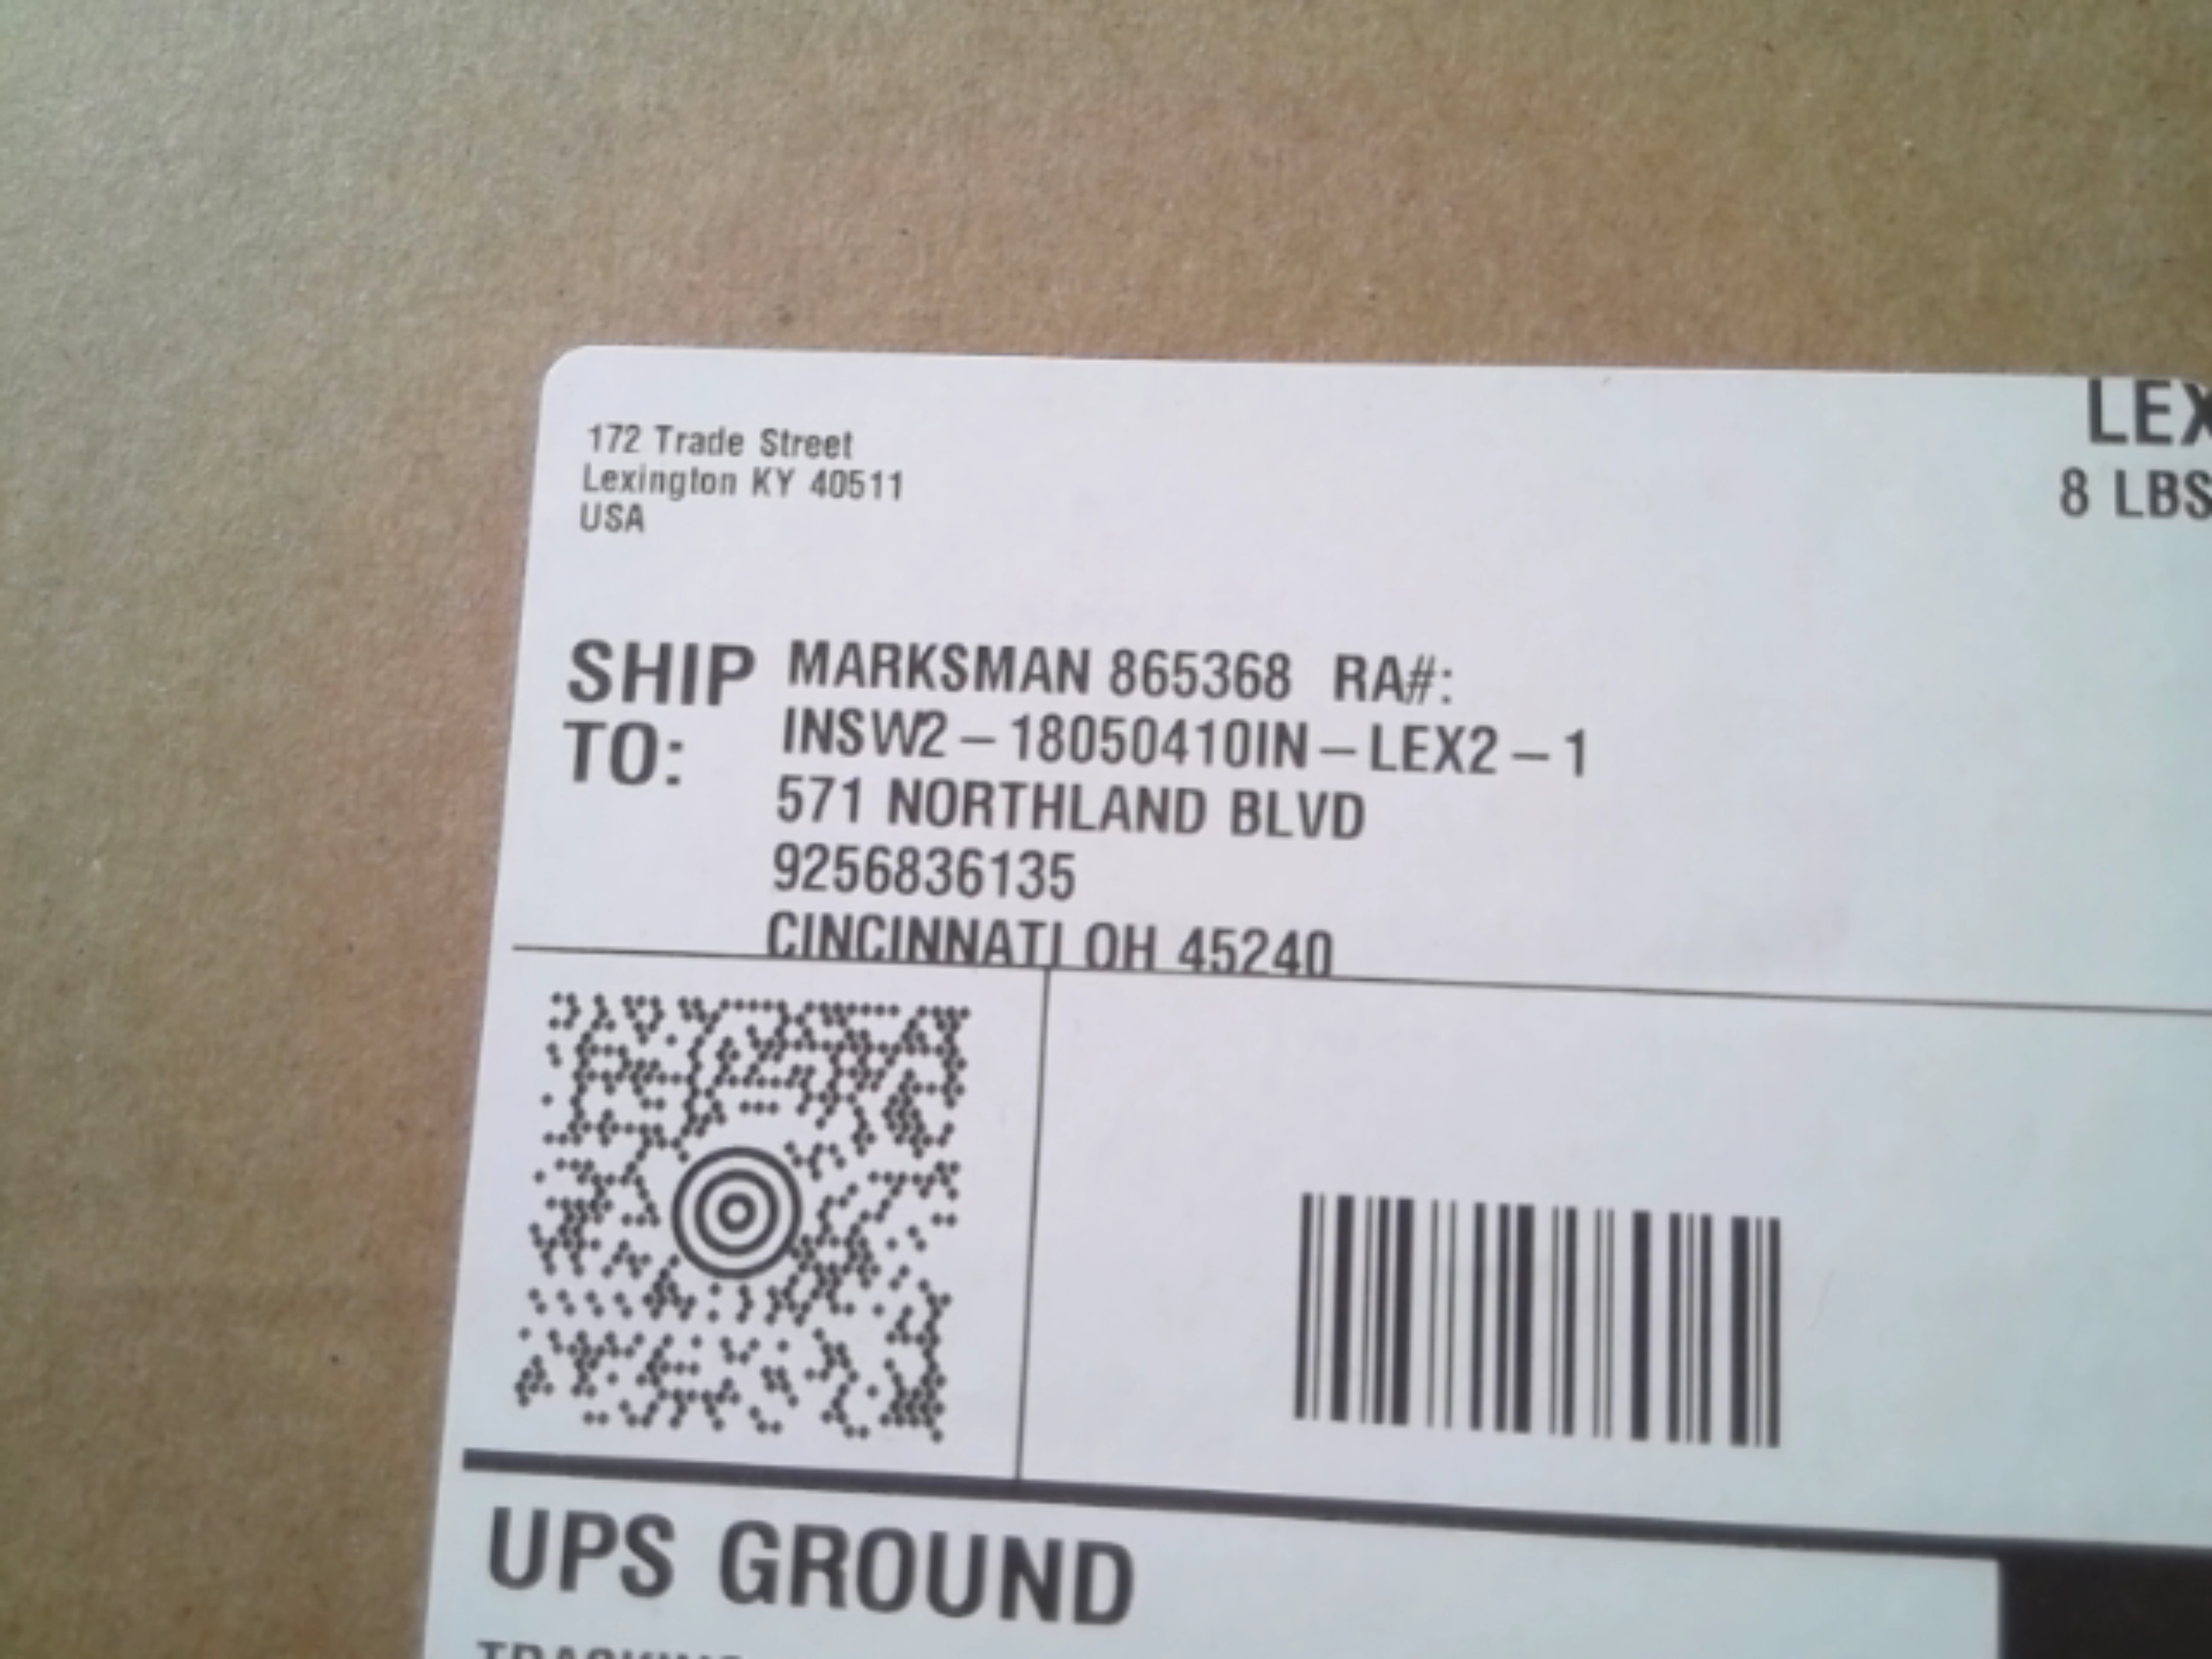 172 Trade Street
Lexington KY 40511
USA
LEX
8 LBS
SHIP TO:
MARKSMAN 865368 RA#:
INSW2-18050410IN-LEX2-1
571 NORTHLAND BLVD
9256836135
CINCINNATI OH 45240
UPS GROUND
TRACKING